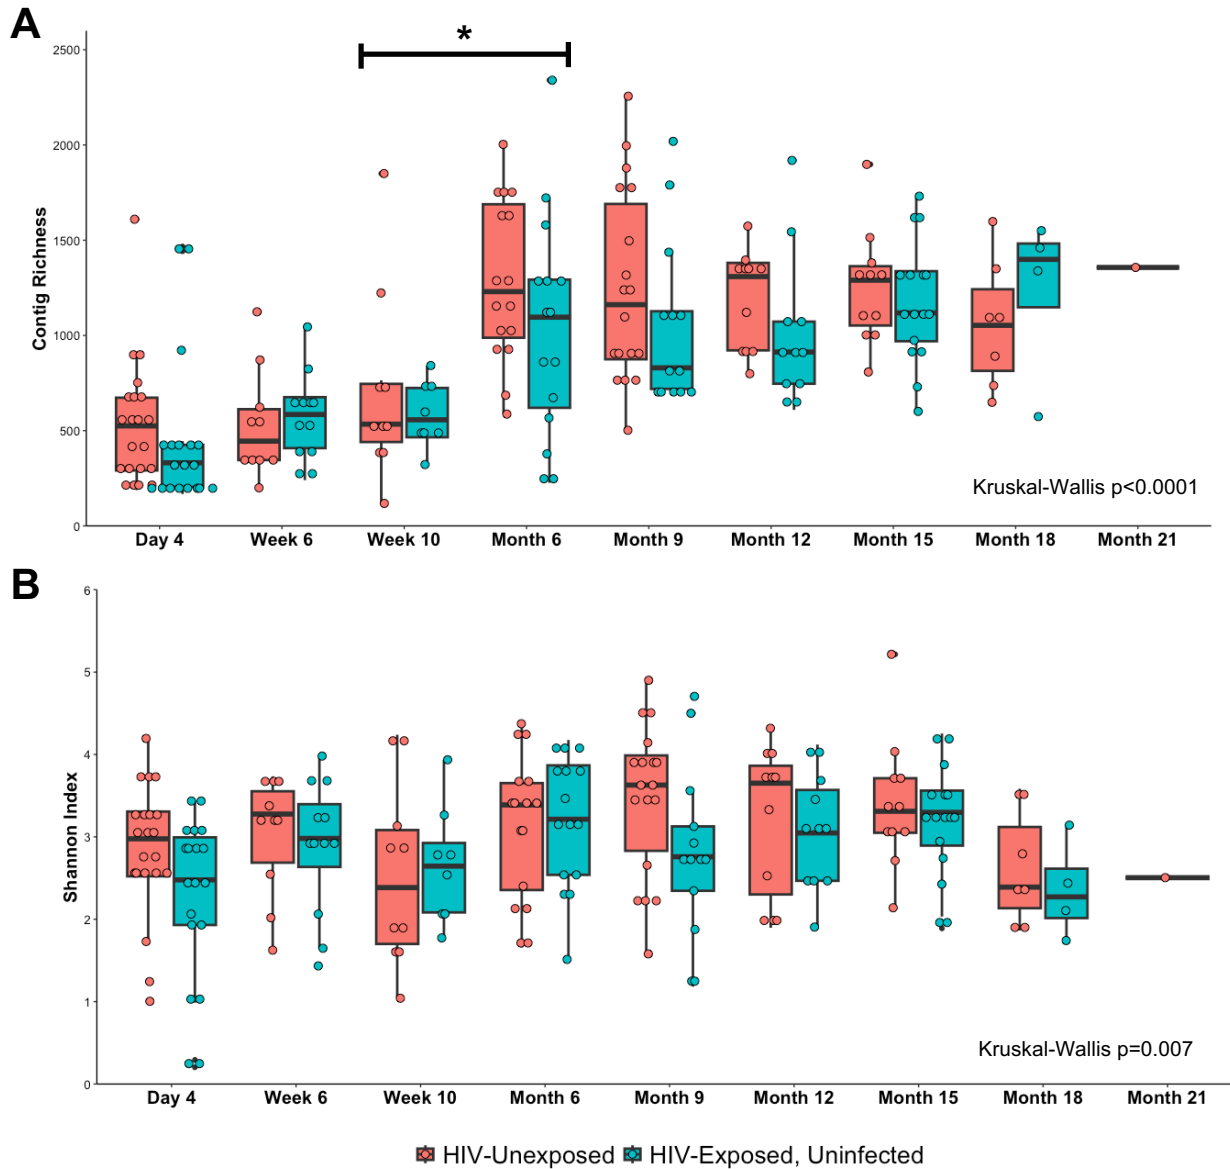 A
*
2500
2000
1500
1000
500
0
Contig Richness
Kruskal-Wallis p<0.0001
Day 4 Week 6 Week 10 Month 6 Month 9 Month 12 Month 15 Month 18 Month 21
B
6
5
4
3
2
1
0
Shannon Index
Kruskal-Wallis p=0.007
Day 4 Week 6 Week 10 Month 6 Month 9 Month 12 Month 15 Month 18 Month 21
HIV-Unexposed HIV-Exposed, Uninfected